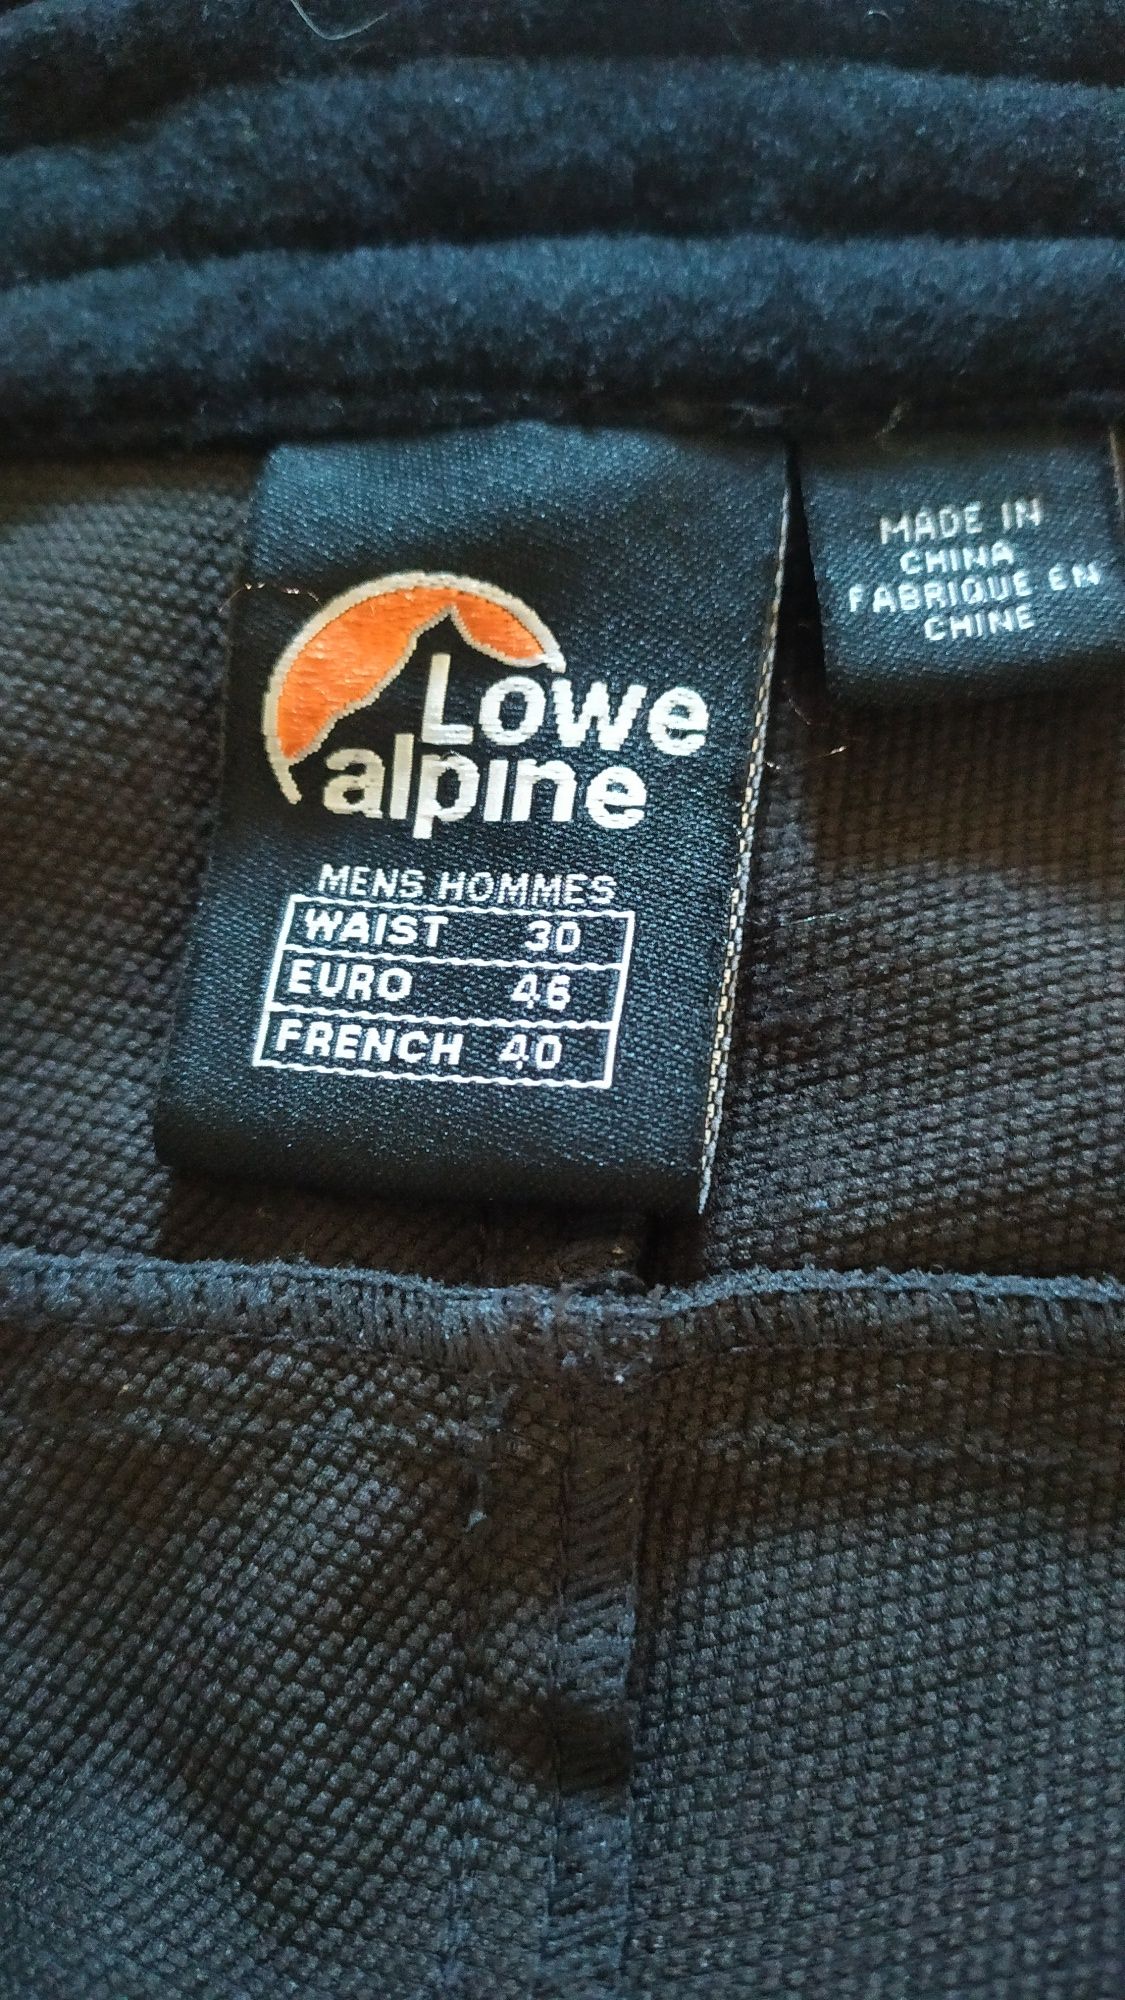 Lowe
alpine
MENS HOMMES
WAIST 30
EURO 46
FRENCH 40
MADE IN
CHINA
FABRIQUE EN
CHINE